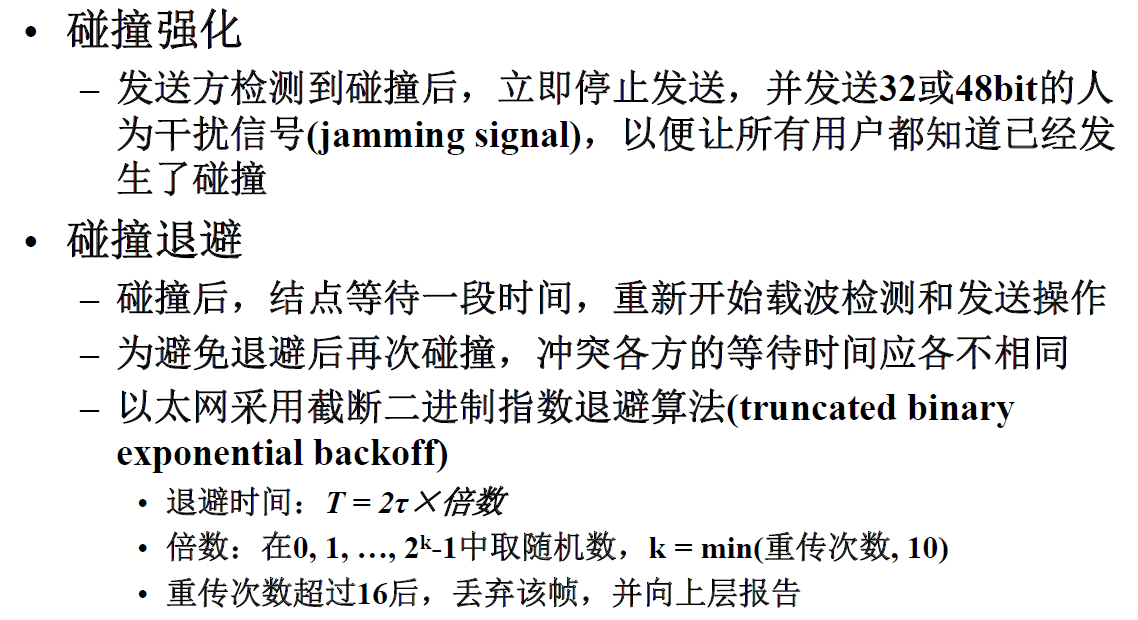 • 碰撞强化
– 发送方检测到碰撞后，立即停止发送，并发送32或48bit的人
为干扰信号(jamming signal)，以便让所有用户都知道已经发
生了碰撞
• 碰撞退避
– 碰撞后，结点等待一段时间，重新开始载波检测和发送操作
– 为避免退避后再次碰撞，冲突各方的等待时间应各不相同
– 以太网采用截断二进制指数退避算法(truncated binary
exponential backoff)
• 退避时间：T = 2τ×倍数
• 倍数：在0, 1, …, 2ᵏ-1中取随机数，k = min(重传次数, 10)
• 重传次数超过16后，丢弃该帧，并向上层报告